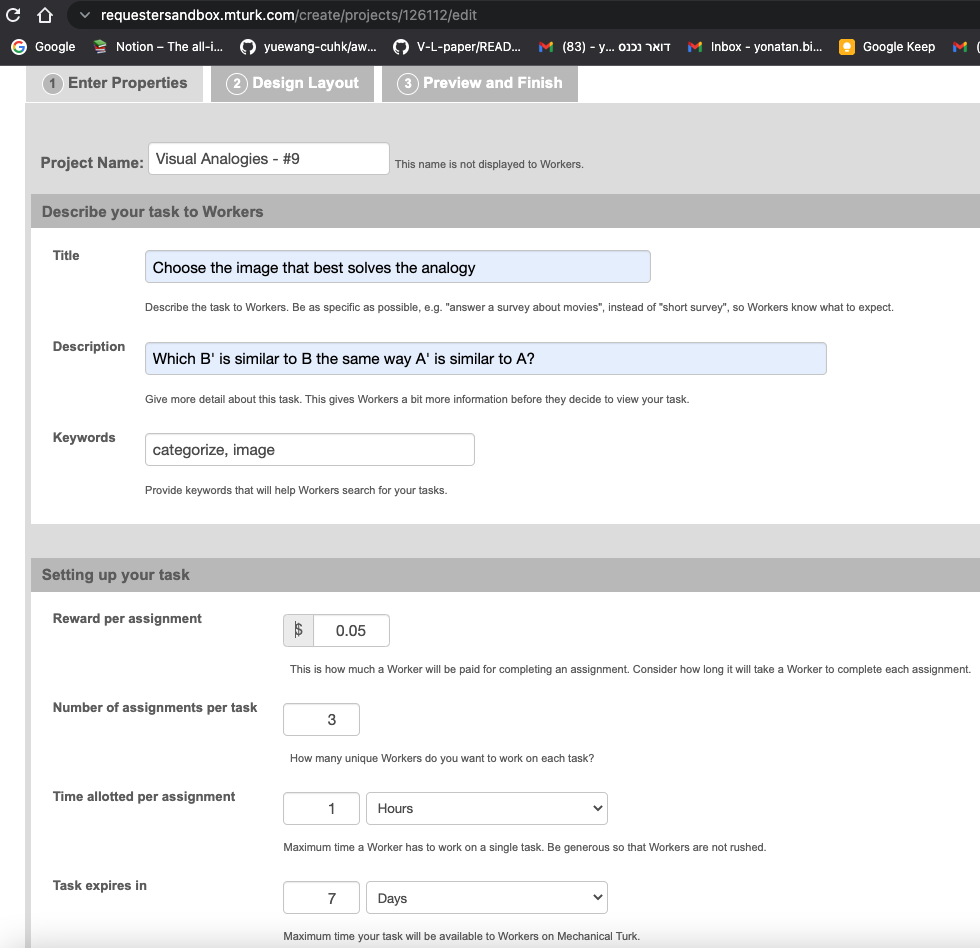 requestersandbox.mturk.com/create/projects/126112/edit
Google Notion – The all-i... yuewang-cuhk/aw... V-L-paper/READ... (83) - y... דואר נכנס Inbox - yonatan.bi... Google Keep (
1 Enter Properties 2 Design Layout 3 Preview and Finish
Project Name: Visual Analogies - #9 This name is not displayed to Workers.
Describe your task to Workers
Title
Choose the image that best solves the analogy
Describe the task to Workers. Be as specific as possible, e.g. "answer a survey about movies", instead of "short survey", so Workers know what to expect.
Description
Which B' is similar to B the same way A' is similar to A?
Give more detail about this task. This gives Workers a bit more information before they decide to view your task.
Keywords
categorize, image
Provide keywords that will help Workers search for your tasks.
Setting up your task
Reward per assignment
$ 0.05
This is how much a Worker will be paid for completing an assignment. Consider how long it will take a Worker to complete each assignment.
Number of assignments per task
3
How many unique Workers do you want to work on each task?
Time allotted per assignment
1 Hours
Maximum time a Worker has to work on a single task. Be generous so that Workers are not rushed.
Task expires in
7 Days
Maximum time your task will be available to Workers on Mechanical Turk.